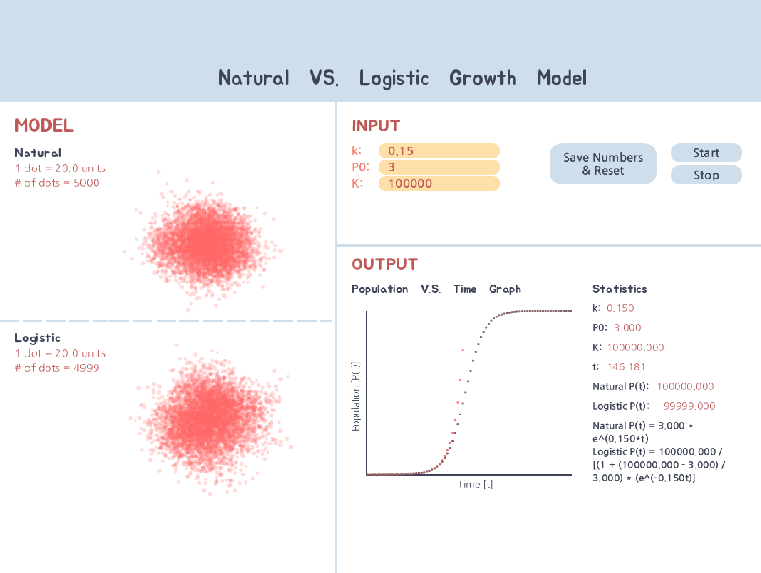 Natural VS. Logistic Growth Model
MODEL
Natural
1 dot = 20.0 units
# of dots = 5000
Logistic
1 dot = 20.0 units
# of dots = 4999
INPUT
k: 0.15
P0: 3
K: 100000
Save Numbers
& Reset
Start
Stop
OUTPUT
Population V.S. Time Graph
Population [P(t)]
Time [t]
Statistics
k: 0.150
P0: 3.000
K: 100000.000
t: 146.181
Natural P(t): 100000.000
Logistic P(t): 99999.000
Natural P(t) = 3.000 *
e^(0.150*t)
Logistic P(t) = 100000.000 /
[(1 + (100000.000 - 3.000) /
3.000) * (e^(-0.150t)]